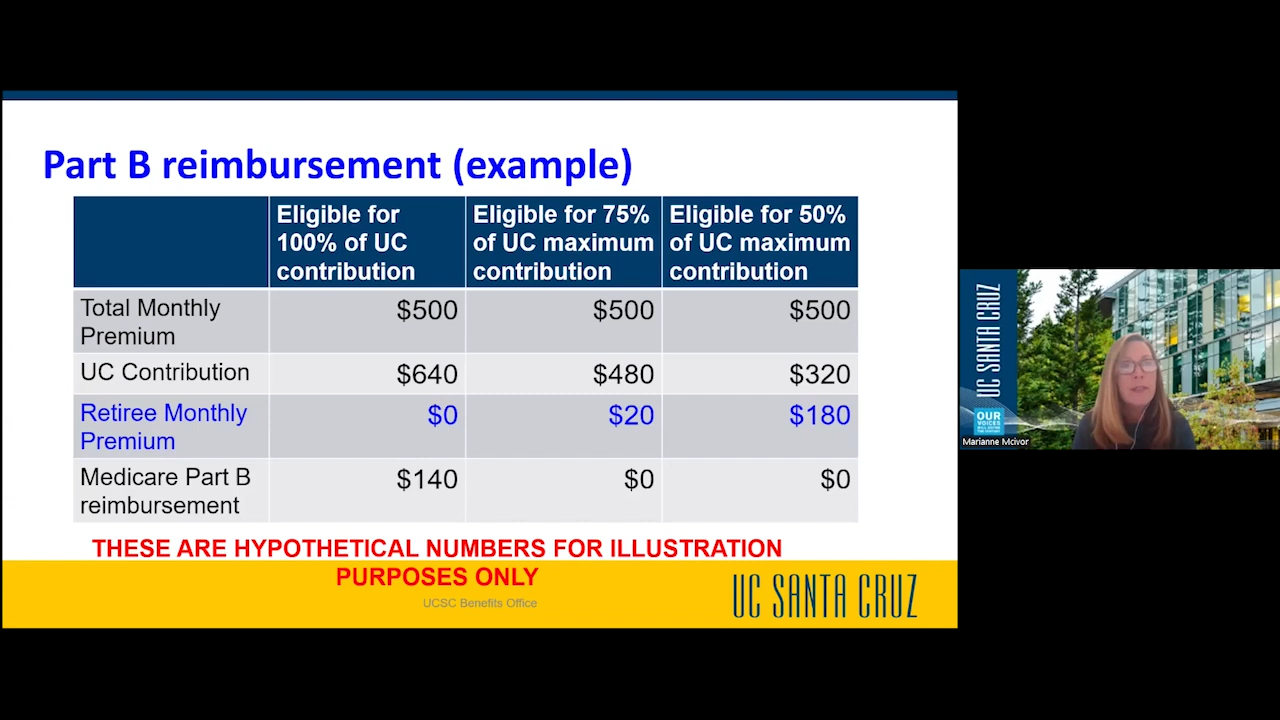 Part B reimbursement (example)
Eligible for
100% of UC
contribution
Eligible for 75%
of UC maximum
contribution
Eligible for 50%
of UC maximum
contribution
Total Monthly
Premium
$500
$500
$500
UC Contribution
$640
$480
$320
Retiree Monthly
Premium
$0
$20
$180
Medicare Part B
reimbursement
$140
$0
$0
THESE ARE HYPOTHETICAL NUMBERS FOR ILLUSTRATION
PURPOSES ONLY
UCSC Benefits Office
UC SANTA CRUZ
UC SANTA CRUZ
OUR
VOICES
Marianne Mcivor